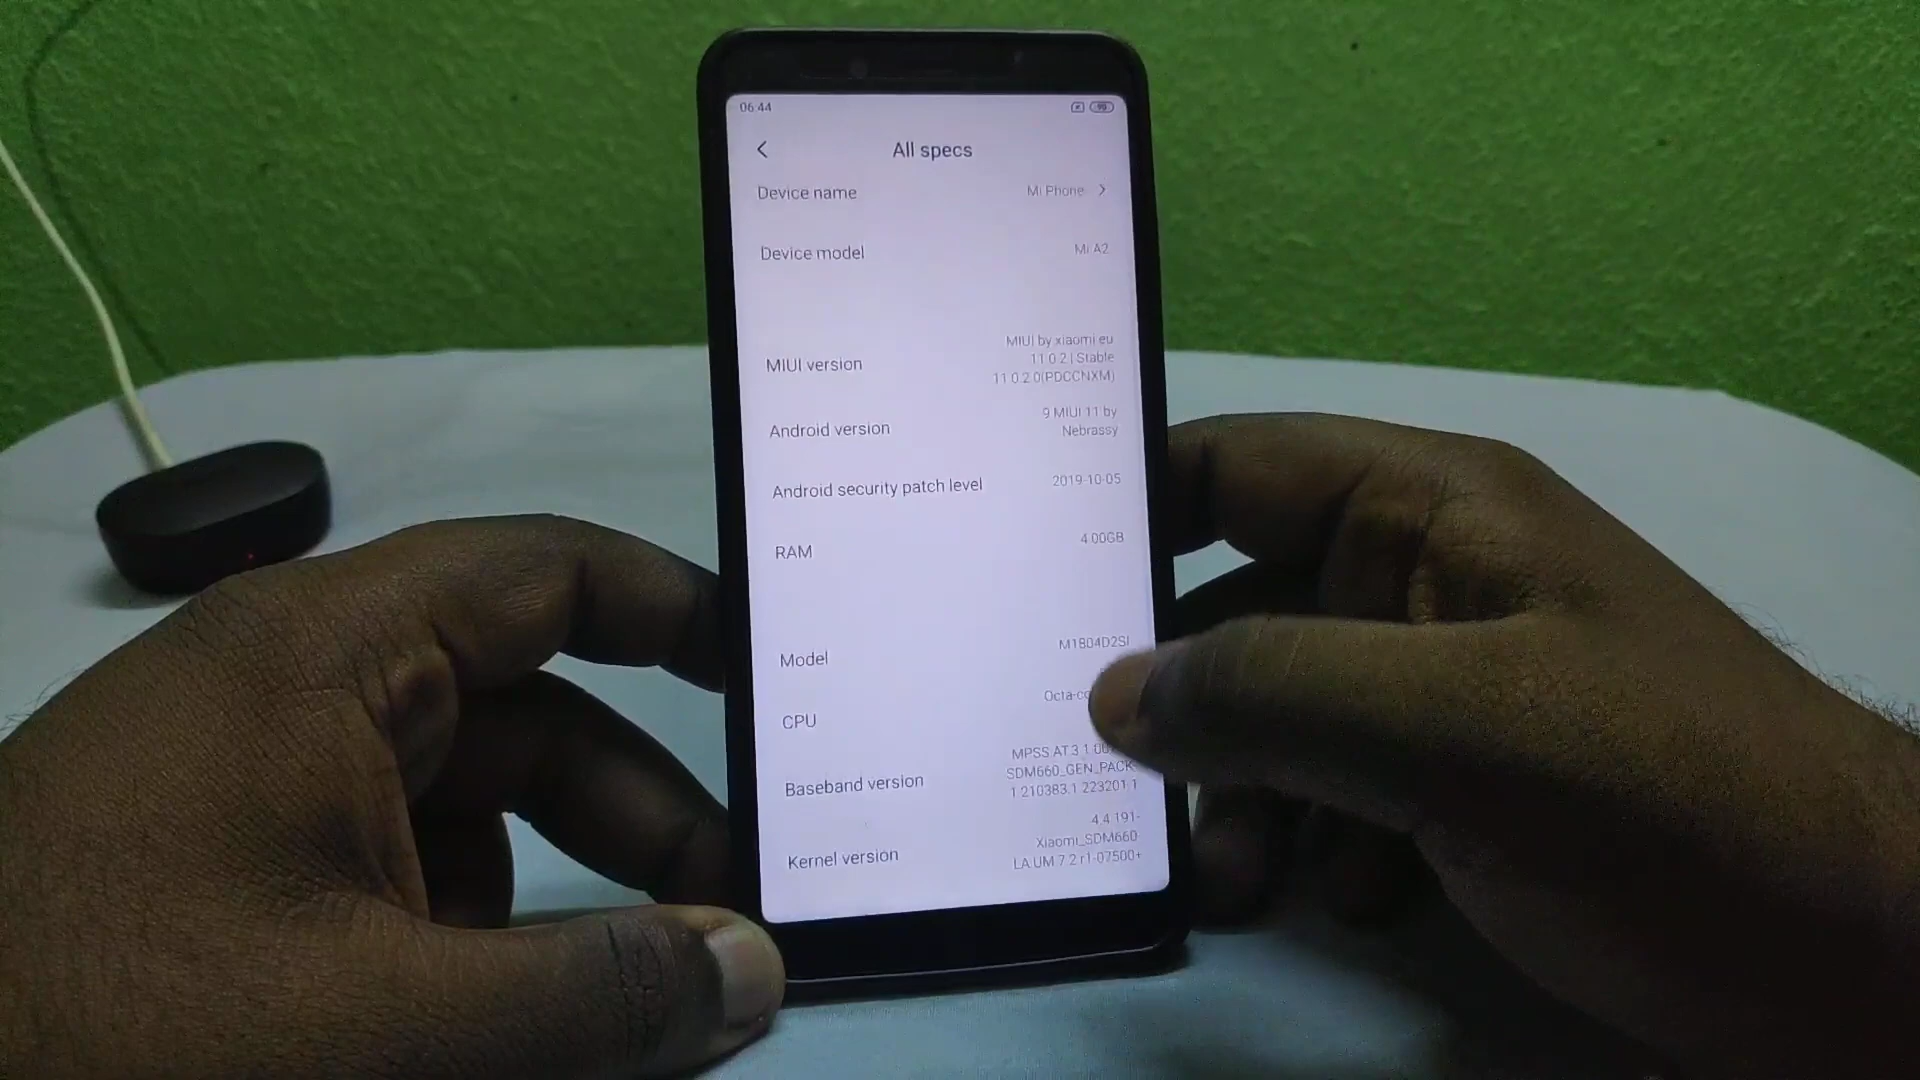 06:44
All specs
Device name
Mi Phone
Device model
Mi A2
MIUI version
MIUI by xiaomi eu
11 0 2 | Stable
11 0 2 0(PDCCNXM)
Android version
9 MIUI 11 by
Nebrassy
Android security patch level
2019-10-05
RAM
4.00GB
Model
M1804D2SI
CPU
Octa-co
Baseband version
MPSS AT 3 1
SDM660_GEN_PACK-
1 210383.1 223201 1
Kernel version
4.4 191-
Xiaomi_SDM660-
LA.UM 7 2 r1-07500+